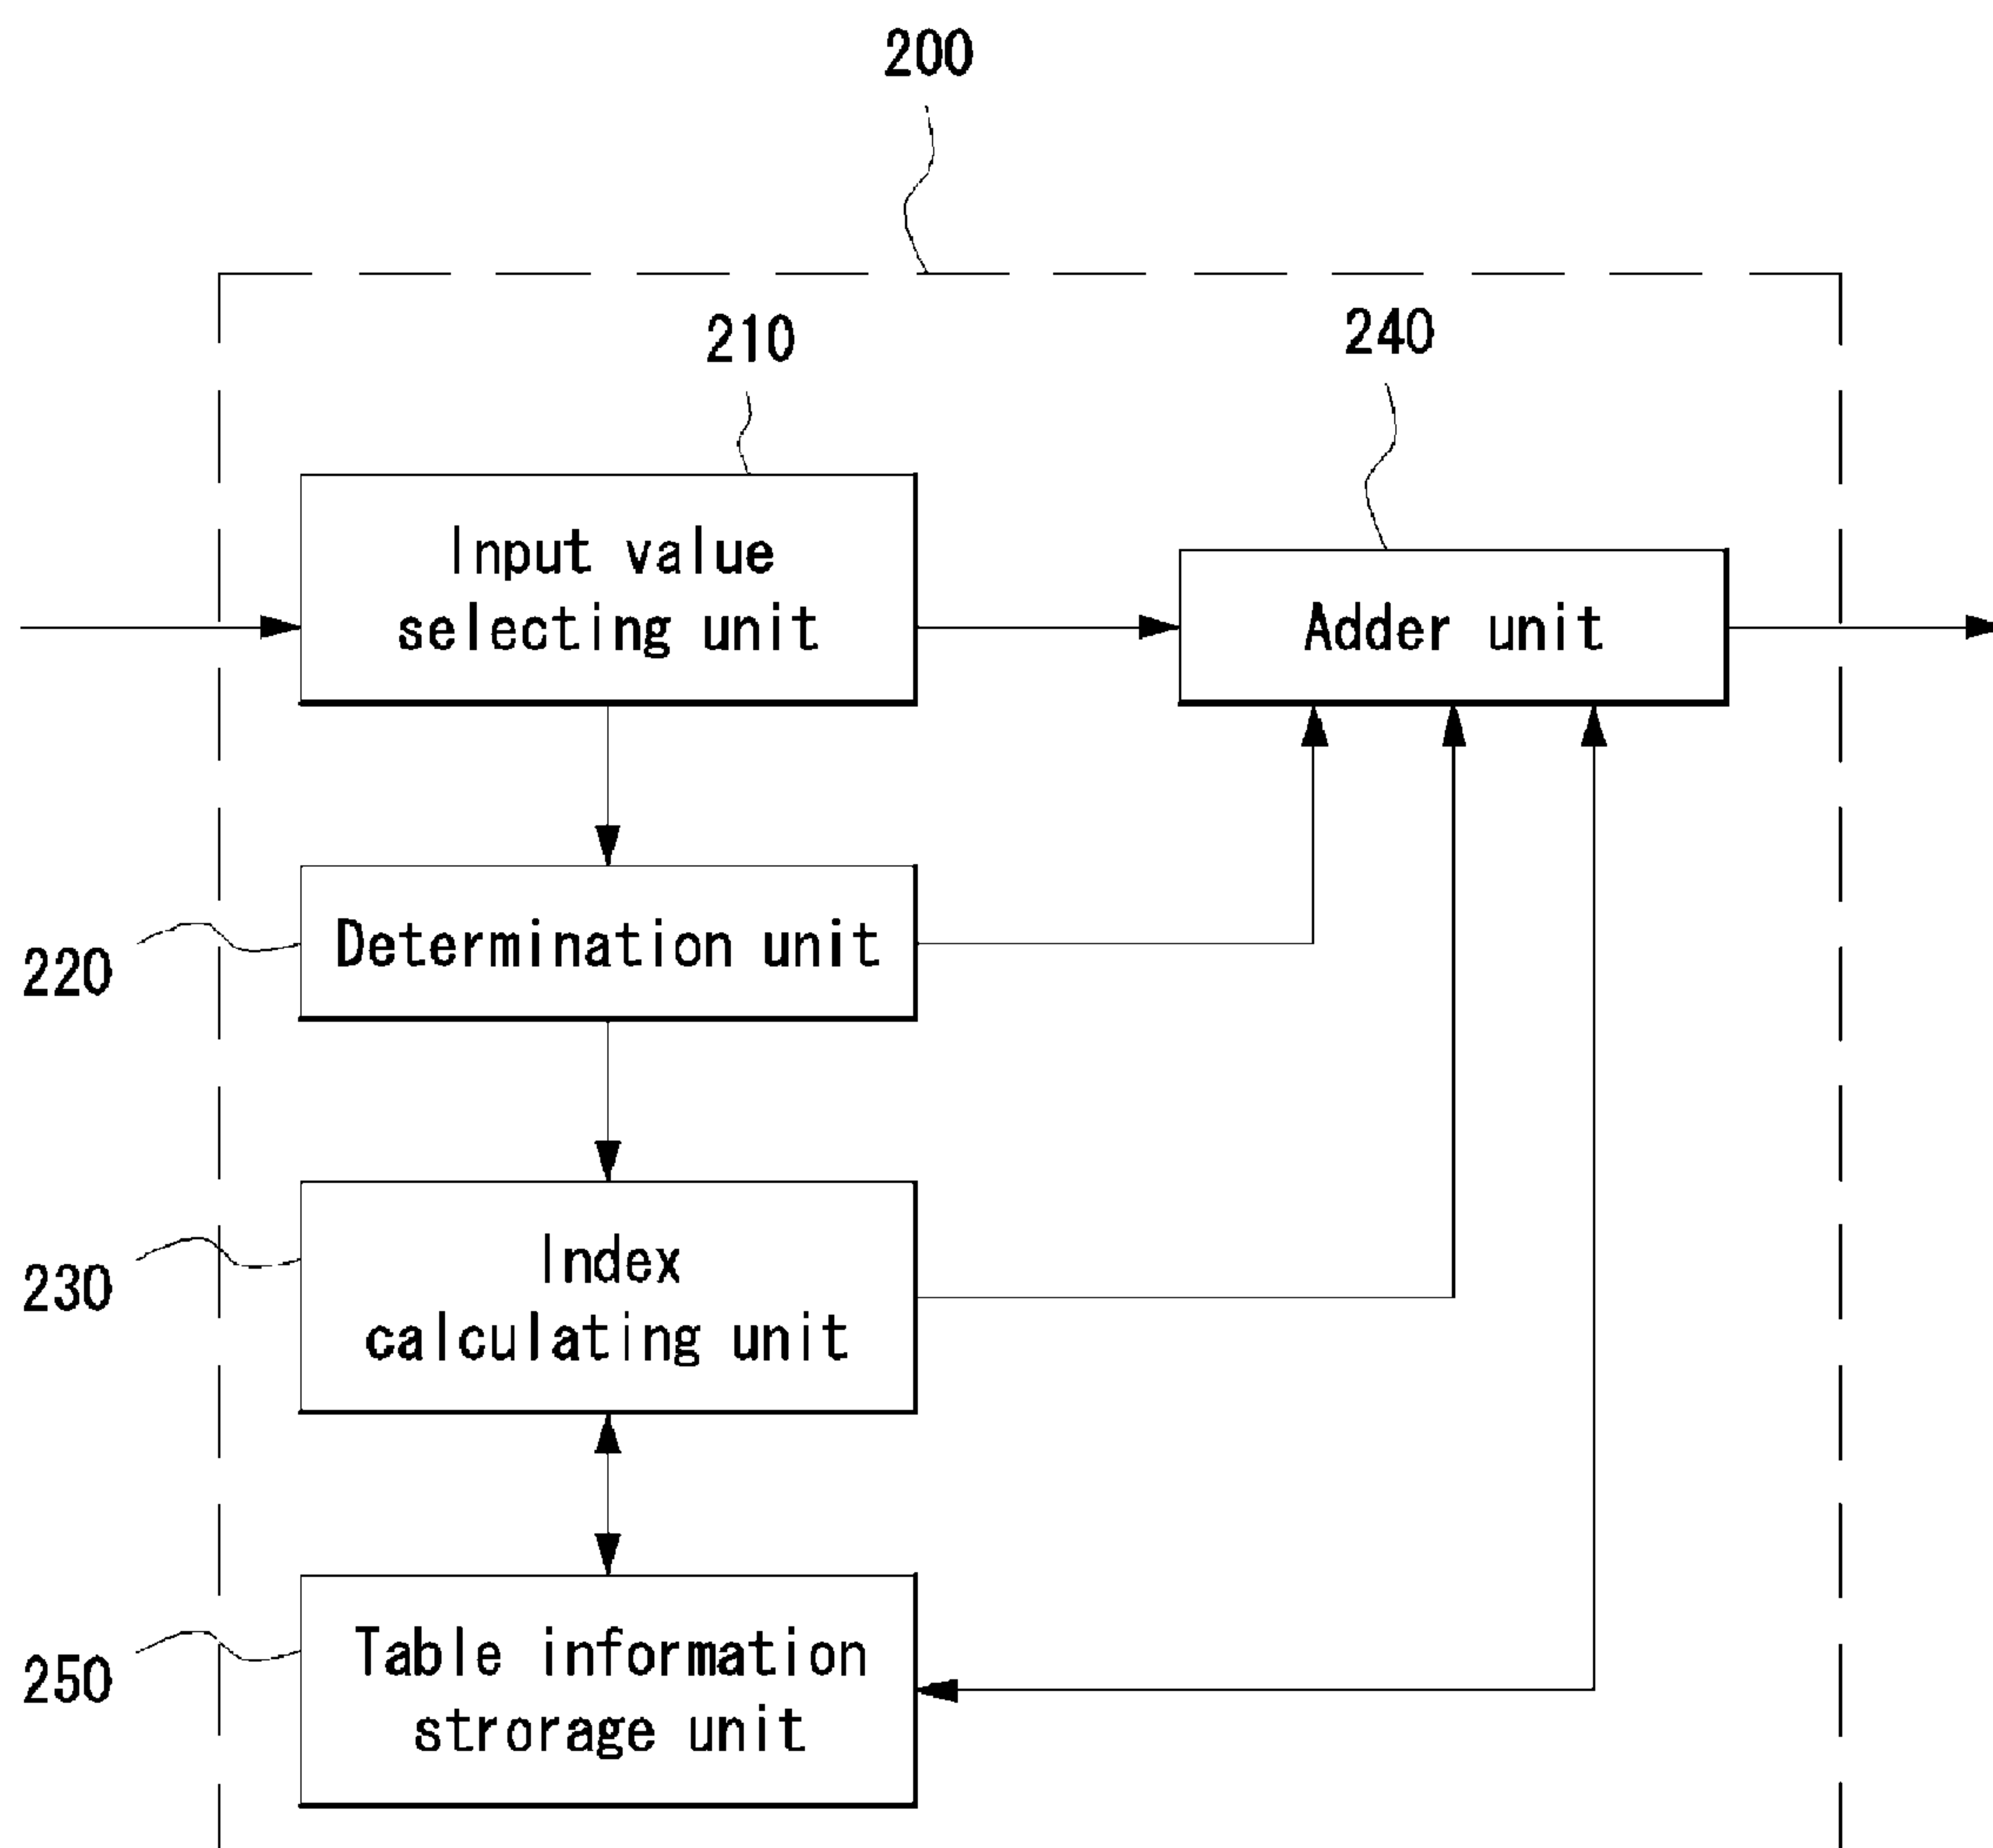 200
210
240
Input value
selecting unit
Adder unit
Determination unit
220
Index
calculating unit
230
Table information
strorage unit
250